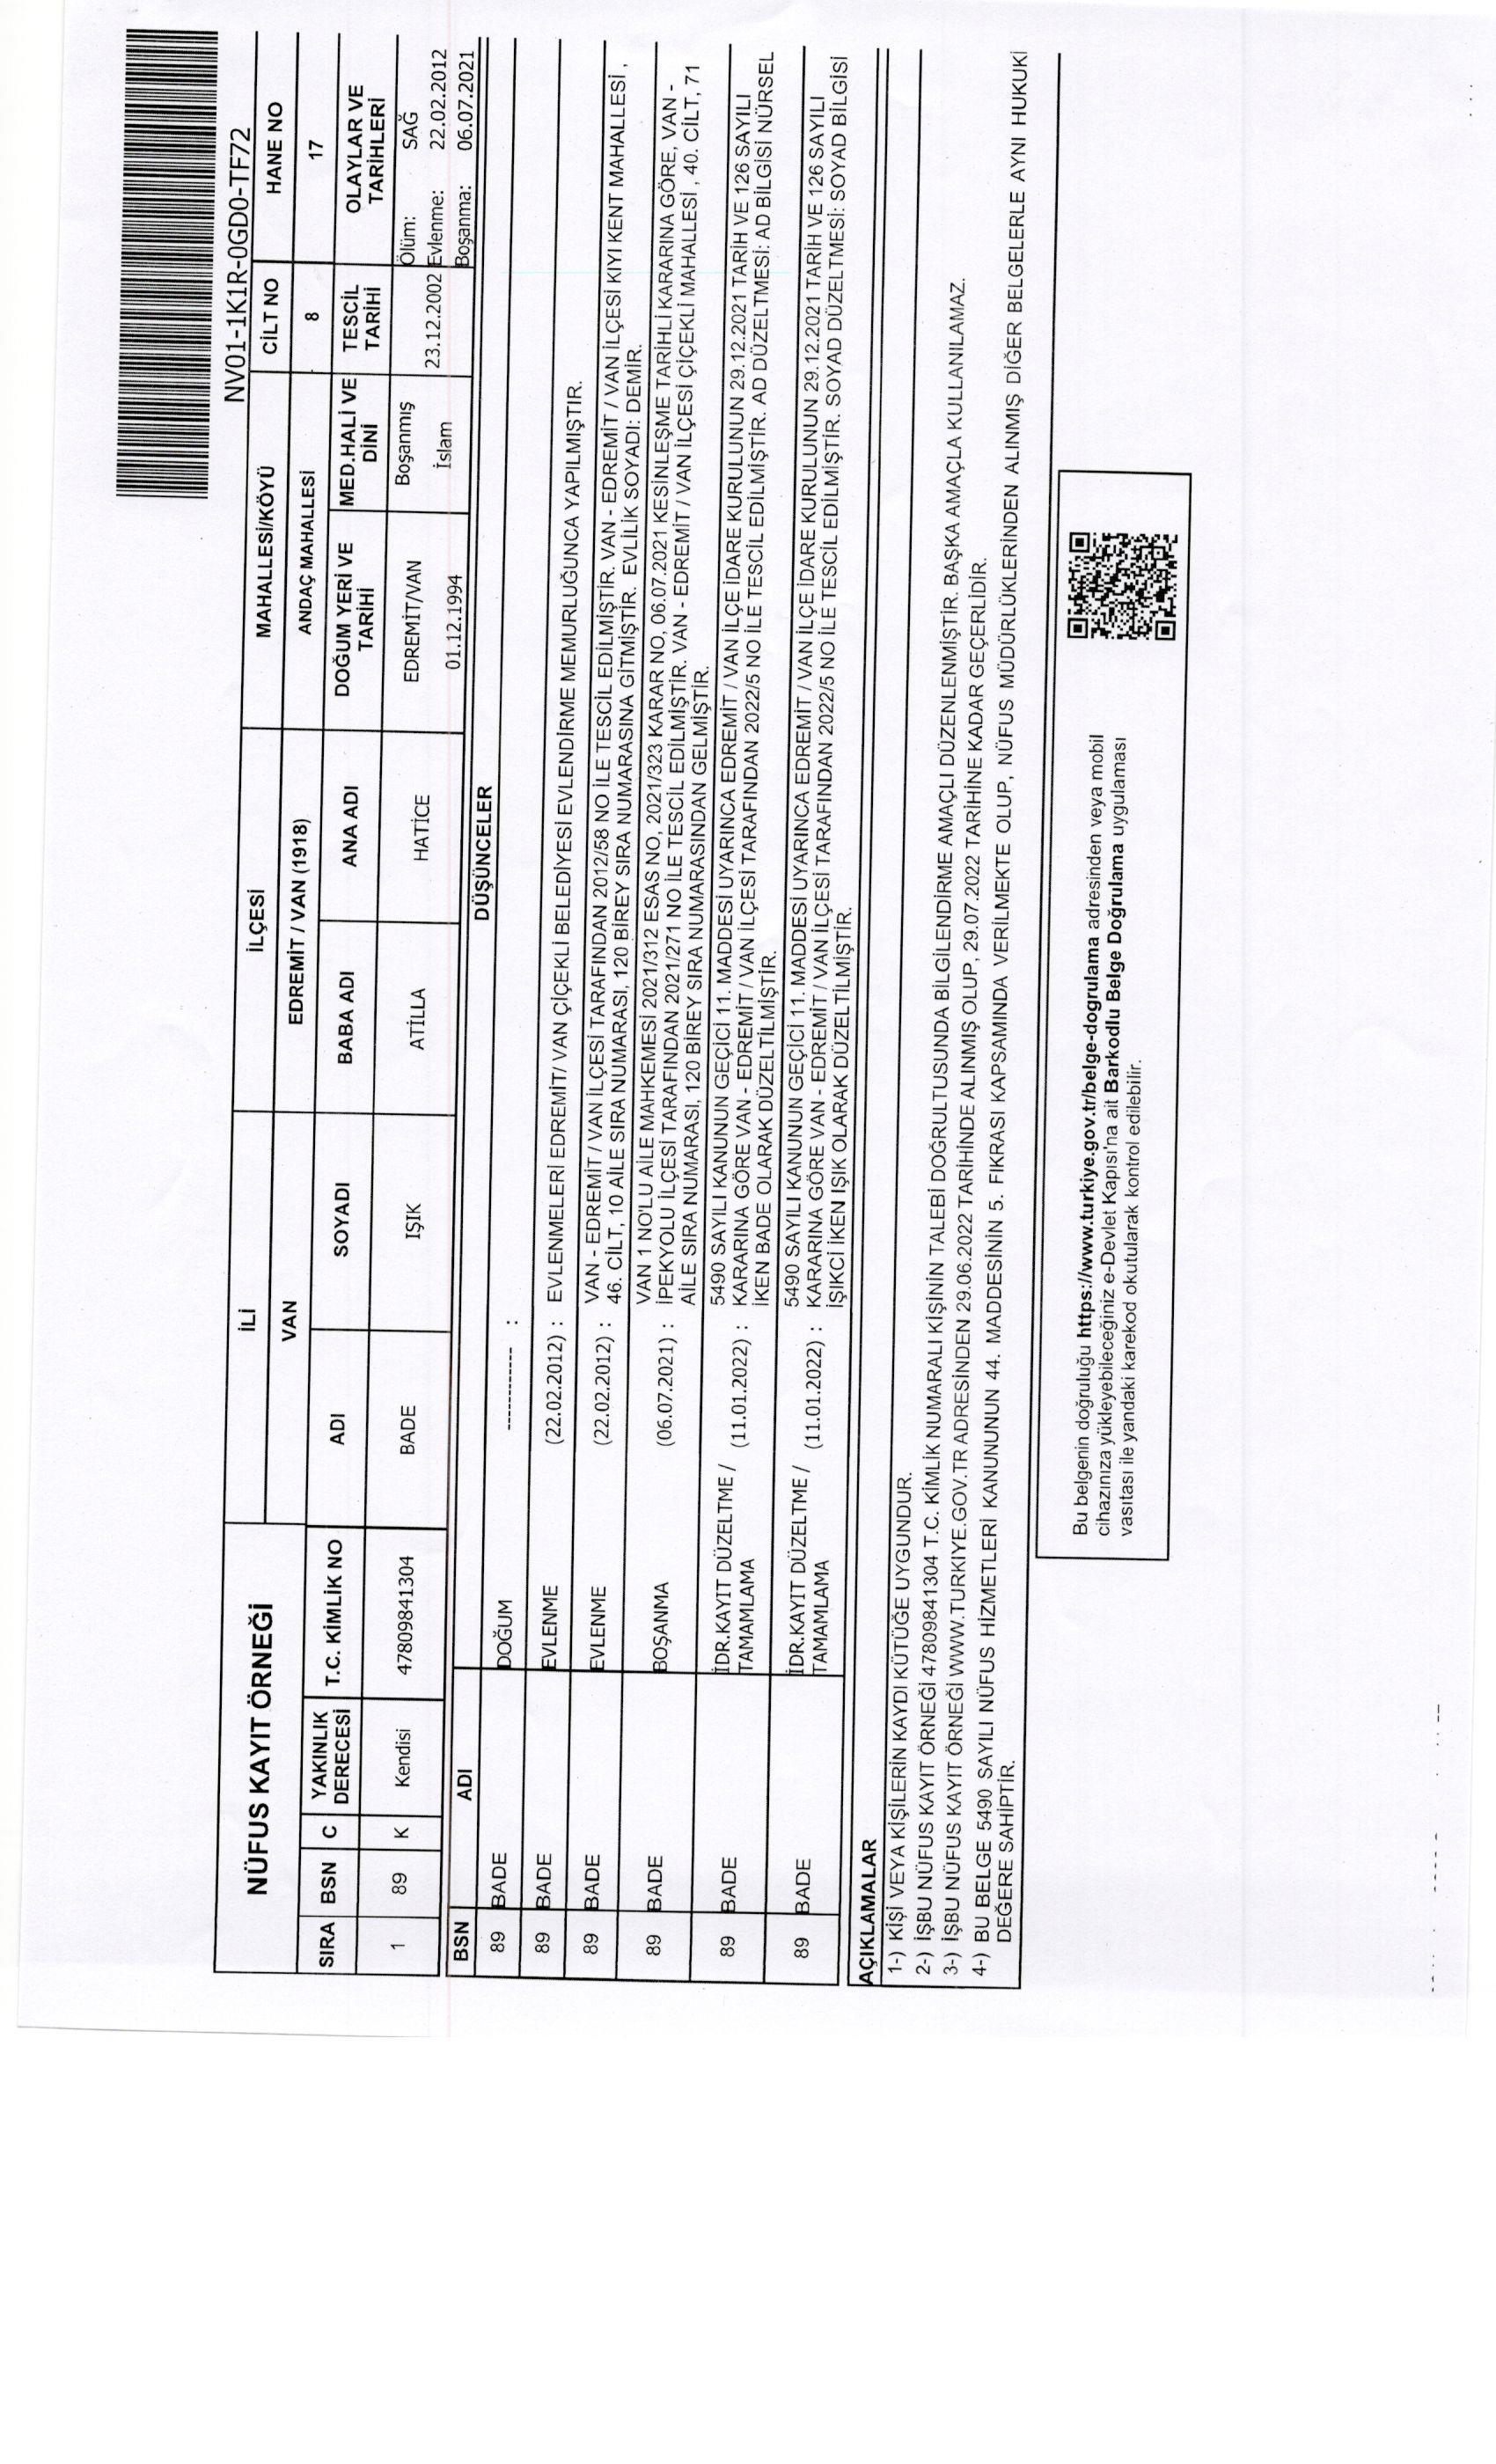 NV01-1K1R-0GD0-TF72
NÜFUS KAYIT ÖRNEĞİ
İLİ
İLÇESİ
MAHALLESİ/KÖYÜ
CİLT NO
HANE NO
VAN
EDREMİT / VAN (1918)
ANDAÇ MAHALLESİ
8
17
SIRA
BSN
C
YAKINLIK
DERECESİ
T.C. KİMLİK NO
ADI
SOYADI
BABA ADI
ANA ADI
DOĞUM YERİ VE
TARİHİ
MED.HALİ VE
DİNİ
TESCİL
TARİHİ
OLAYLAR VE
TARİHLERİ
1
89
K
Kendisi
47809841304
BADE
IŞIK
ATİLLA
HATİCE
EDREMİT/VAN
01.12.1994
Boşanmış
İslam
23.12.2002
Ölüm: SAĞ
Evlenme: 22.02.2012
Boşanma: 06.07.2021
BSN
ADI
DÜŞÜNCELER
89 BADE DOĞUM ----------- :
89 BADE EVLENME (22.02.2012) : EVLENMELERİ EDREMİT/ VAN ÇİÇEKLİ BELEDİYESİ EVLENDİRME MEMURLUĞUNCA YAPILMIŞTIR.
89 BADE EVLENME (22.02.2012) : VAN - EDREMİT / VAN İLÇESİ TARAFINDAN 2012/58 NO İLE TESCİL EDİLMİŞTİR. VAN - EDREMİT / VAN İLÇESİ KIYI KENT MAHALLESİ ,
46. CİLT, 10 AİLE SIRA NUMARASI, 120 BİREY SIRA NUMARASINA GİTMİŞTİR. EVLİLİK SOYADI: DEMİR.
89 BADE BOŞANMA (06.07.2021) : VAN 1 NO'LU AİLE MAHKEMESİ 2021/312 ESAS NO, 2021/323 KARAR NO, 06.07.2021 KESİNLEŞME TARİHLİ KARARINA GÖRE, VAN -
İPEKYOLU İLÇESİ TARAFINDAN 2021/271 NO İLE TESCİL EDİLMİŞTİR. VAN - EDREMİT / VAN İLÇESİ ÇİÇEKLİ MAHALLESİ , 40. CİLT, 71
AİLE SIRA NUMARASI, 120 BİREY SIRA NUMARASINDAN GELMİŞTİR.
89 BADE İDR.KAYIT DÜZELTME /
TAMAMLAMA (11.01.2022) : 5490 SAYILI KANUNUN GEÇİCİ 11. MADDESİ UYARINCA EDREMİT / VAN İLÇE İDARE KURULUNUN 29.12.2021 TARİH VE 126 SAYILI
KARARINA GÖRE VAN - EDREMİT / VAN İLÇESİ TARAFINDAN 2022/5 NO İLE TESCİL EDİLMİŞTİR. AD DÜZELTMESİ: AD BİLGİSİ NÜRSEL
İKEN BADE OLARAK DÜZELTİLMİŞTİR.
89 BADE İDR.KAYIT DÜZELTME /
TAMAMLAMA (11.01.2022) : 5490 SAYILI KANUNUN GEÇİCİ 11. MADDESİ UYARINCA EDREMİT / VAN İLÇE İDARE KURULUNUN 29.12.2021 TARİH VE 126 SAYILI
KARARINA GÖRE VAN - EDREMİT / VAN İLÇESİ TARAFINDAN 2022/5 NO İLE TESCİL EDİLMİŞTİR. SOYAD DÜZELTMESİ: SOYAD BİLGİSİ
İŞIKCİ İKEN IŞIK OLARAK DÜZELTİLMİŞTİR.
AÇIKLAMALAR
1-) KİŞİ VEYA KİŞİLERİN KAYDI KÜTÜĞE UYGUNDUR.
2-) İŞBU NÜFUS KAYIT ÖRNEĞİ 47809841304 T.C. KİMLİK NUMARALI KİŞİNİN TALEBİ DOĞRULTUSUNDA BİLGİLENDİRME AMAÇLI DÜZENLENMİŞTİR. BAŞKA AMAÇLA KULLANILAMAZ.
3-) İŞBU NÜFUS KAYIT ÖRNEĞİ WWW.TURKIYE.GOV.TR ADRESİNDEN 29.06.2022 TARİHİNDE ALINMIŞ OLUP, 29.07.2022 TARİHİNE KADAR GEÇERLİDİR.
4-) BU BELGE 5490 SAYILI NÜFUS HİZMETLERİ KANUNUNUN 44. MADDESİNİN 5. FIKRASI KAPSAMINDA VERİLMEKTE OLUP, NÜFUS MÜDÜRLÜKLERİNDEN ALINMIŞ DİĞER BELGELERLE AYNI HUKUKİ
DEĞERE SAHİPTİR.
Bu belgenin doğruluğu https://www.turkiye.gov.tr/belge-dogrulama adresinden veya mobil
cihazınıza yükleyebileceğiniz e-Devlet Kapısı'na ait Barkodlu Belge Doğrulama uygulaması
vasıtası ile yandaki karekod okutularak kontrol edilebilir.